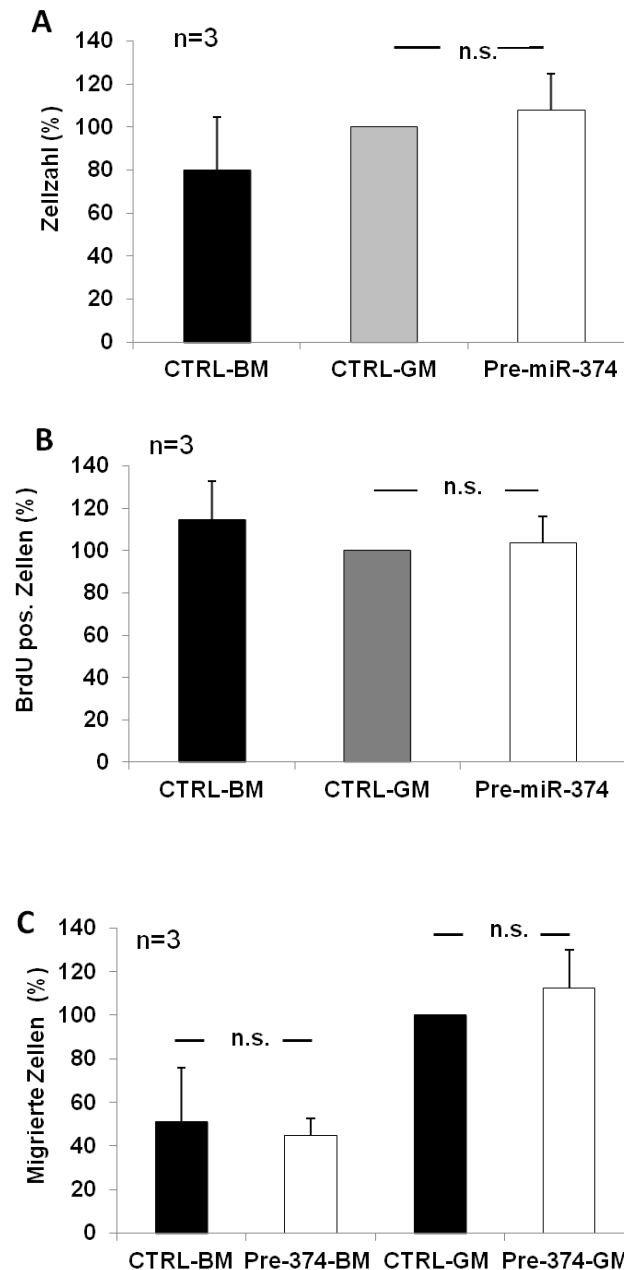 A
n=3
n.s.
Zellzahl (%)
140
120
100
80
60
40
20
0
CTRL-BM CTRL-GM Pre-miR-374
B
n=3
n.s.
BrdU pos. Zellen (%)
140
120
100
80
60
40
20
0
CTRL-BM CTRL-GM Pre-miR-374
C
n=3
n.s.
n.s.
Migrierte Zellen (%)
140
120
100
80
60
40
20
0
CTRL-BM Pre-374-BM CTRL-GM Pre-374-GM